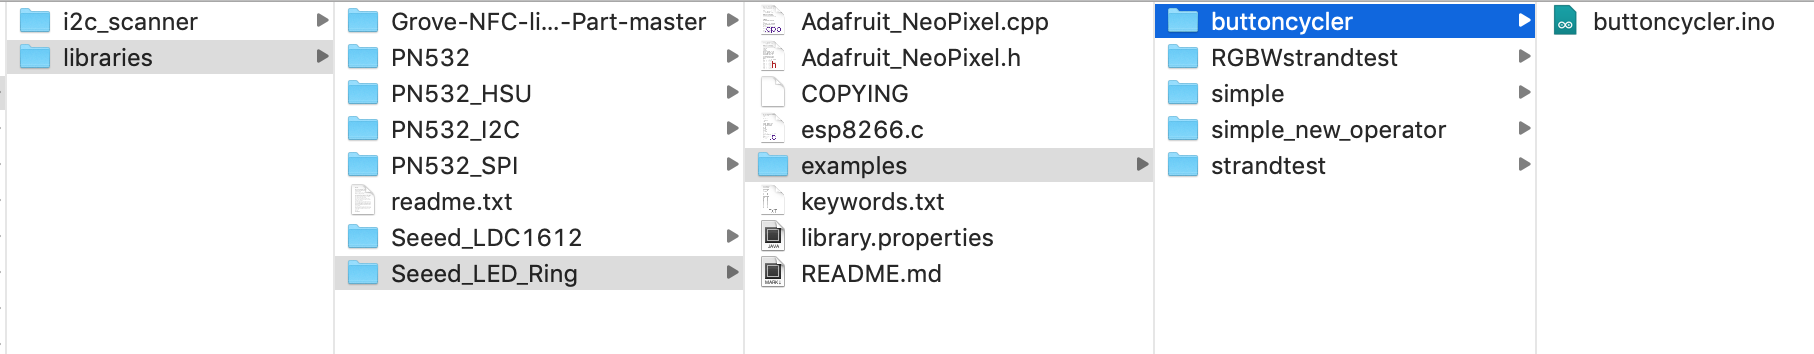 i2c_scanner
libraries
Grove-NFC-li...-Part-master
PN532
PN532_HSU
PN532_I2C
PN532_SPI
readme.txt
Seeed_LDC1612
Seeed_LED_Ring
Adafruit_NeoPixel.cpp
Adafruit_NeoPixel.h
COPYING
esp8266.c
examples
keywords.txt
library.properties
README.md
buttoncycler
RGBWstrandtest
simple
simple_new_operator
strandtest
buttoncycler.ino